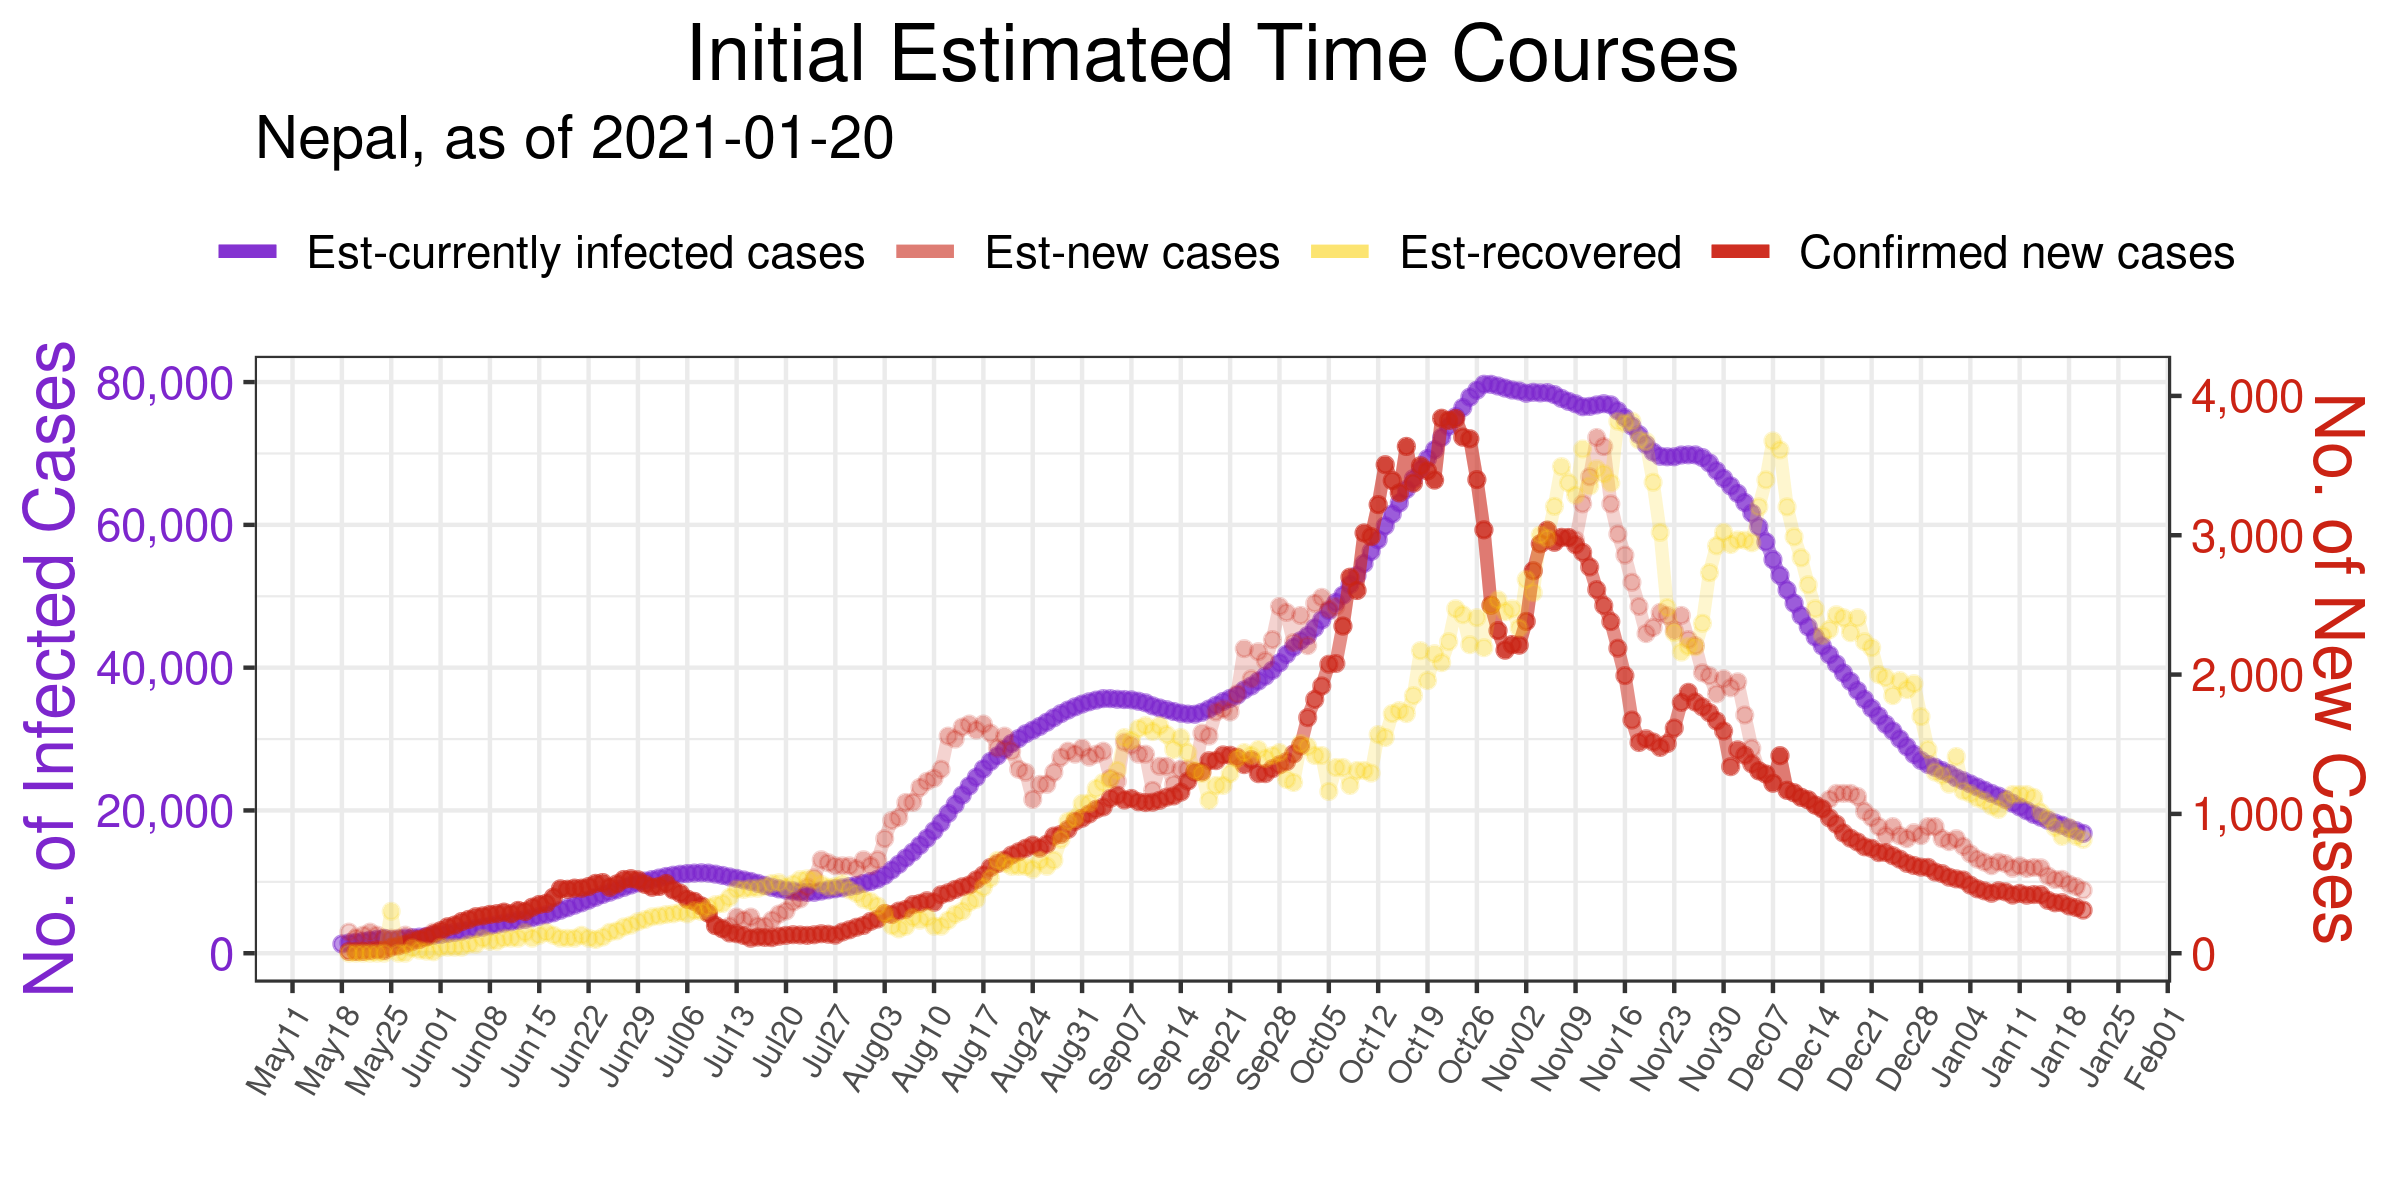 Initial Estimated Time Courses
Nepal, as of 2021-01-20
Est-currently infected cases Est-new cases Est-recovered Confirmed new cases
No. of Infected Cases
80,000
60,000
40,000
20,000
0
4,000
3,000
2,000
1,000
0
No. of New Cases
May11 May18 May25 Jun01 Jun08 Jun15 Jun22 Jun29 Jul06 Jul13 Jul20 Jul27 Aug03 Aug10 Aug17 Aug24 Aug31 Sep07 Sep14 Sep21 Sep28 Oct05 Oct12 Oct19 Oct26 Nov02 Nov09 Nov16 Nov23 Nov30 Dec07 Dec14 Dec21 Dec28 Jan04 Jan11 Jan18 Jan25 Feb01